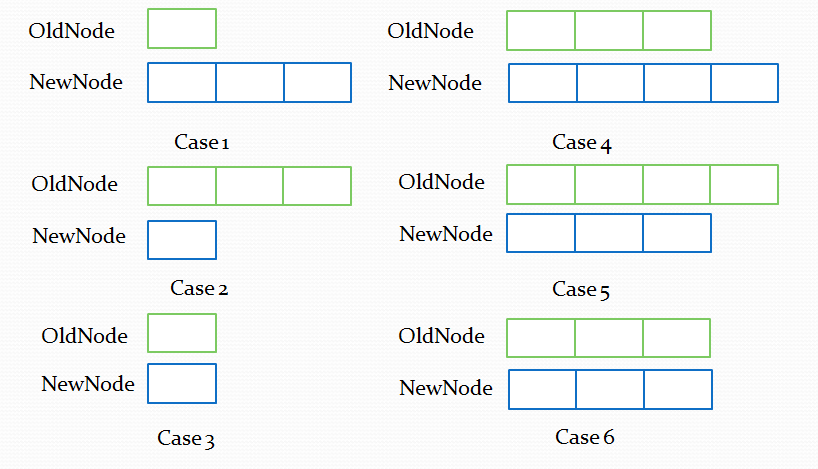 OldNode
NewNode
Case 1
OldNode
NewNode
Case 2
OldNode
NewNode
Case 3
OldNode
NewNode
Case 4
OldNode
NewNode
Case 5
OldNode
NewNode
Case 6